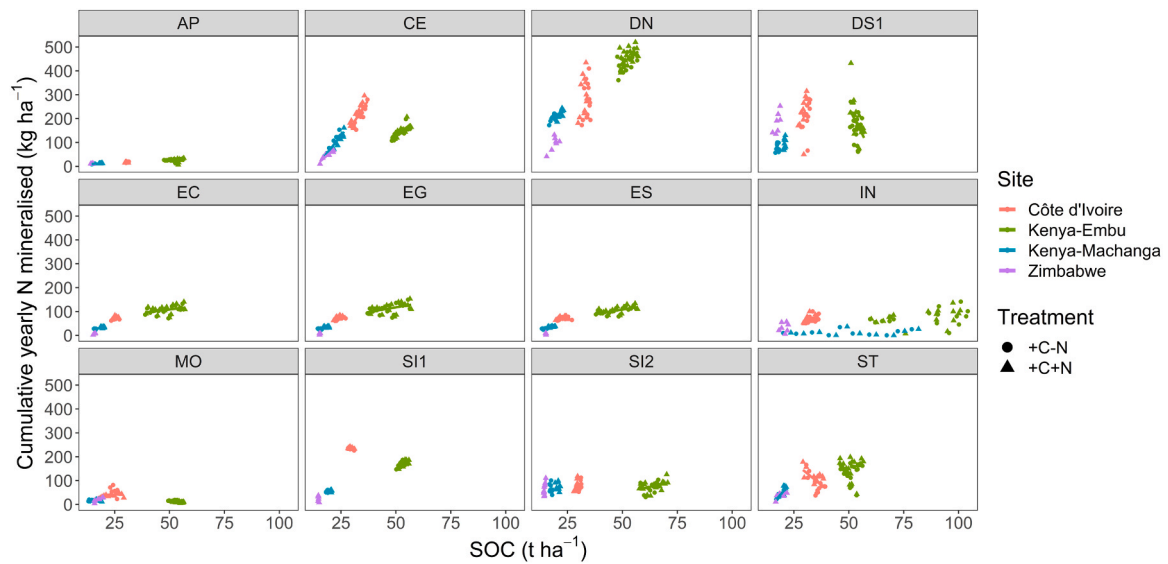 AP CE DN DS1
500
400
300
200
100
0
EC EG ES IN
500
400
300
200
100
0
MO SI1 SI2 ST
500
400
300
200
100
0
25 50 75 100 25 50 75 100 25 50 75 100 25 50 75 100
SOC (t ha⁻¹)
Cumulative yearly N mineralised (kg ha⁻¹)
Site
Côte d'Ivoire
Kenya-Embu
Kenya-Machanga
Zimbabwe
Treatment
+C-N
+C+N